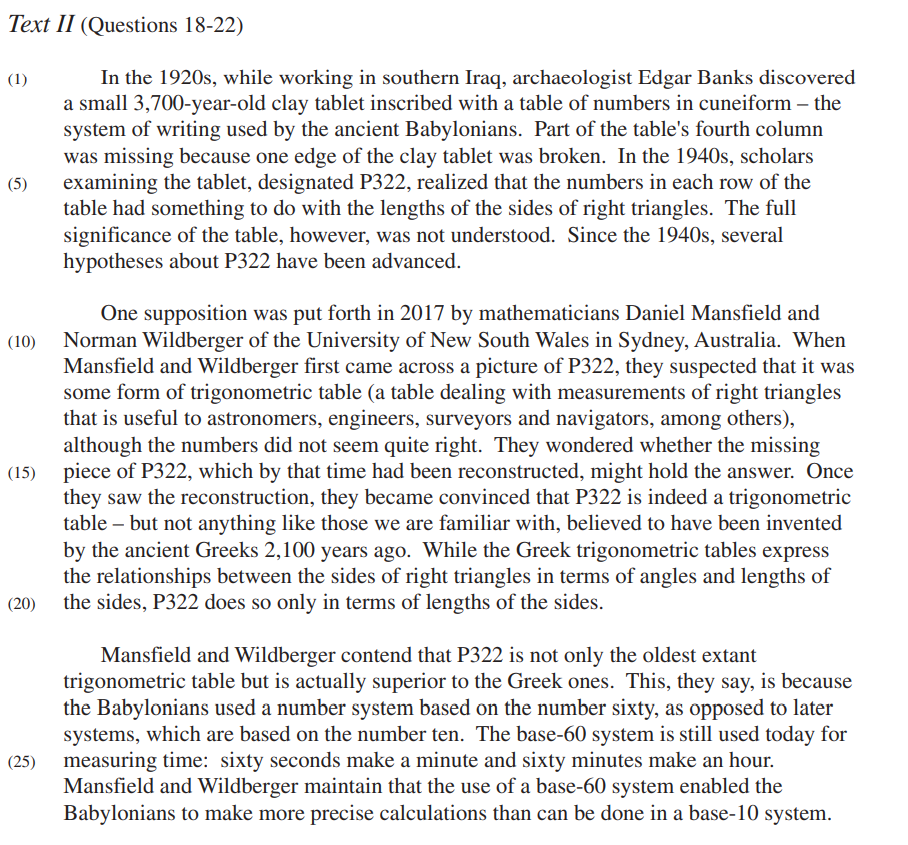 Text II (Questions 18-22)
(1) In the 1920s, while working in southern Iraq, archaeologist Edgar Banks discovered
a small 3,700-year-old clay tablet inscribed with a table of numbers in cuneiform – the
system of writing used by the ancient Babylonians. Part of the table's fourth column
was missing because one edge of the clay tablet was broken. In the 1940s, scholars
(5) examining the tablet, designated P322, realized that the numbers in each row of the
table had something to do with the lengths of the sides of right triangles. The full
significance of the table, however, was not understood. Since the 1940s, several
hypotheses about P322 have been advanced.
One supposition was put forth in 2017 by mathematicians Daniel Mansfield and
(10) Norman Wildberger of the University of New South Wales in Sydney, Australia. When
Mansfield and Wildberger first came across a picture of P322, they suspected that it was
some form of trigonometric table (a table dealing with measurements of right triangles
that is useful to astronomers, engineers, surveyors and navigators, among others),
although the numbers did not seem quite right. They wondered whether the missing
(15) piece of P322, which by that time had been reconstructed, might hold the answer. Once
they saw the reconstruction, they became convinced that P322 is indeed a trigonometric
table – but not anything like those we are familiar with, believed to have been invented
by the ancient Greeks 2,100 years ago. While the Greek trigonometric tables express
the relationships between the sides of right triangles in terms of angles and lengths of
(20) the sides, P322 does so only in terms of lengths of the sides.
Mansfield and Wildberger contend that P322 is not only the oldest extant
trigonometric table but is actually superior to the Greek ones. This, they say, is because
the Babylonians used a number system based on the number sixty, as opposed to later
systems, which are based on the number ten. The base-60 system is still used today for
(25) measuring time: sixty seconds make a minute and sixty minutes make an hour.
Mansfield and Wildberger maintain that the use of a base-60 system enabled the
Babylonians to make more precise calculations than can be done in a base-10 system.